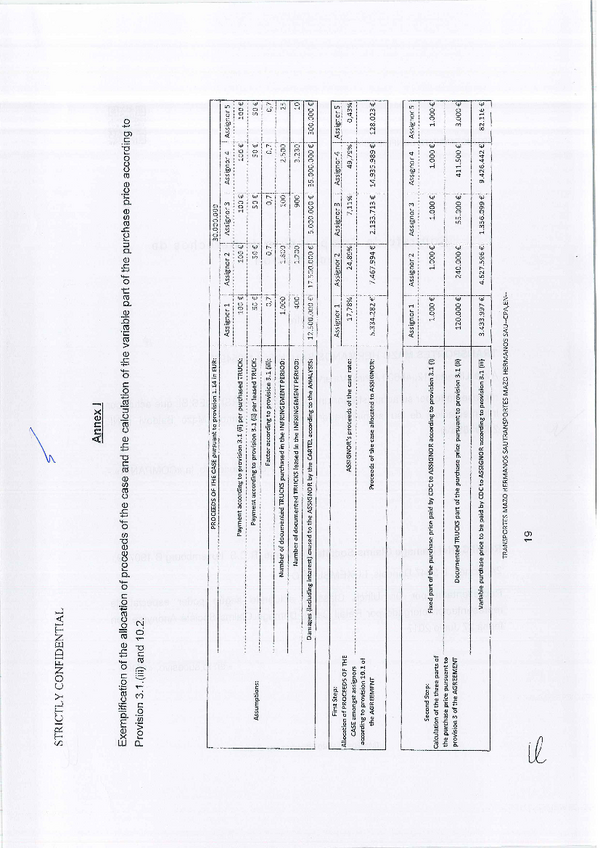 STRICTLY CONFIDENTIAL
Annex I
Exemplification of the allocation of proceeds of the case and the calculation of the variable part of the purchase price according to
Provision 3.1.(iii) and 10.2.
PROCEEDS OF THE CASE pursuant to provision 1.14 in EUR: 30.000.000
Assignor 1 Assignor 2 Assignor 3 Assignor 4 Assignor 5
Assumptions:
Payment according to provision 3.1 (ii) per purchased TRUCK: 100 € 100 € 100 € 100 € 100 €
Payment according to provision 3.1 (ii) per leased TRUCK: 50 € 50 € 50 € 50 € 50 €
Factor according to provision 3.1 (iii): 0,7 0,7 0,7 0,7 0,7
Number of documented TRUCKS purchased in the INFRINGEMENT PERIOD: 1.000 1.800 100 2.500 25
Number of documented TRUCKS leased in the INFRINGEMENT PERIOD: 400 1.200 900 3.230 10
Damages (including interest) caused to the ASSIGNOR by the CARTEL according to the ANALYSIS: 12.500.000 € 17.500.000 € 5.000.000 € 35.000.000 € 300.000 €
First Step:
Allocation of PROCEEDS OF THE
CASE amongst assignors
according to provision 10.1 of
the AGREEMENT
Assignor 1 Assignor 2 Assignor 3 Assignor 4 Assignor 5
ASSIGNOR's proceeds of the case rate: 17,78% 24,89% 7,11% 49,79% 0,43%
Proceeds of the case allocated to ASSIGNOR: 5.334.282 € 7.467.994 € 2.133.713 € 14.935.989 € 128.023 €
Second Step:
Calculation of the three parts of
the purchase price pursuant to
provision 3 of the AGREEMENT
Assignor 1 Assignor 2 Assignor 3 Assignor 4 Assignor 5
Fixed part of the purchase price paid by CDC to ASSIGNOR according to provision 3.1 (i) 1.000 € 1.000 € 1.000 € 1.000 € 1.000 €
Documented TRUCKS part of the purchase price pursuant to provision 3.1 (ii) 120.000 € 240.000 € 55.000 € 411.500 € 3.000 €
Variable purchase price to be paid by CDC to ASSIGNOR according to provision 3.1 (iii) 3.433.997 € 4.627.596 € 1.356.099 € 9.426.442 € 82.116 €
TRANSPORTES MAZO HERMANOS SAUTRANSPORTES MAZO HERMANOS SAU--CPA.EN-
19